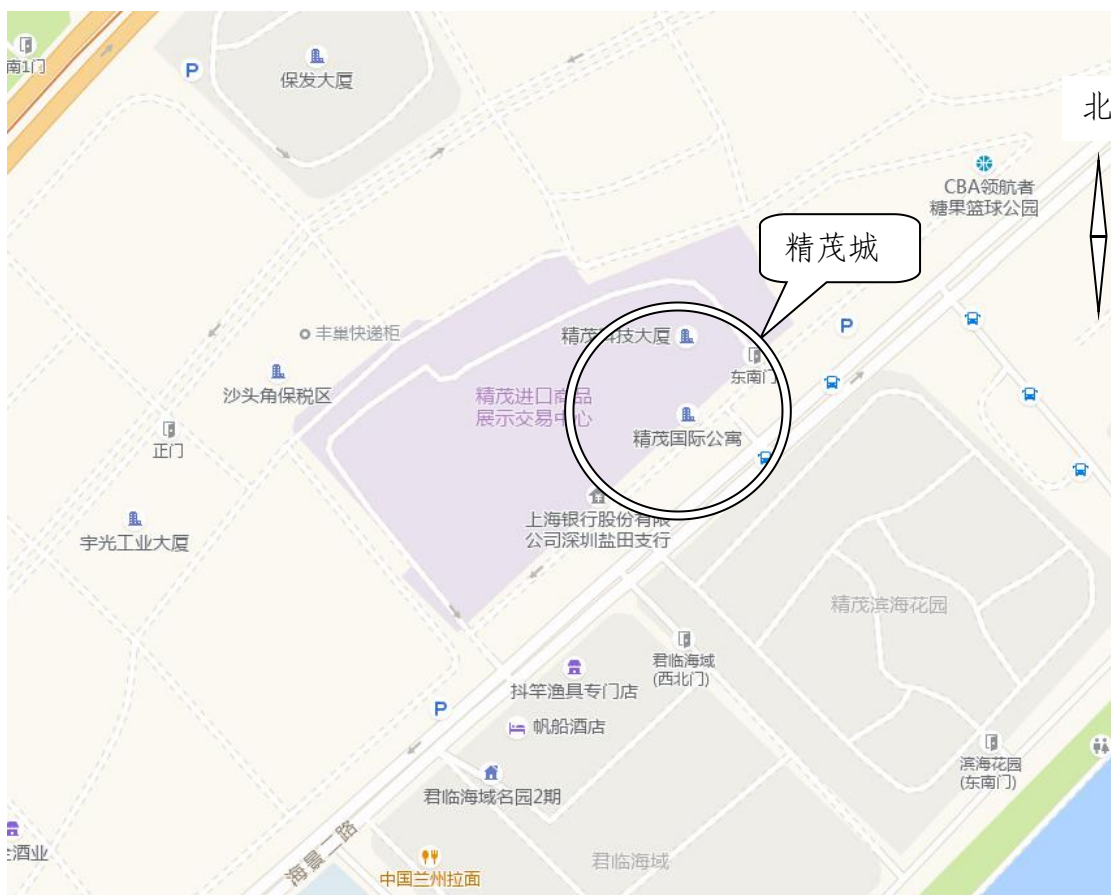 南1门
P
保发大厦
北
CBA领航者
糖果篮球公园
精茂城
丰巢快递柜
精茂科技大厦
P
东南门
沙头角保税区
精茂进口商品
展示交易中心
正门
精茂国际公寓
宇光工业大厦
上海银行股份有限
公司深圳盐田支行
精茂滨海花园
君临海域
(西北门)
抖竿渔具专门店
P
帆船酒店
滨海花园
(东南门)
君临海域名园2期
酒业
海景二路
君临海域
中国兰州拉面